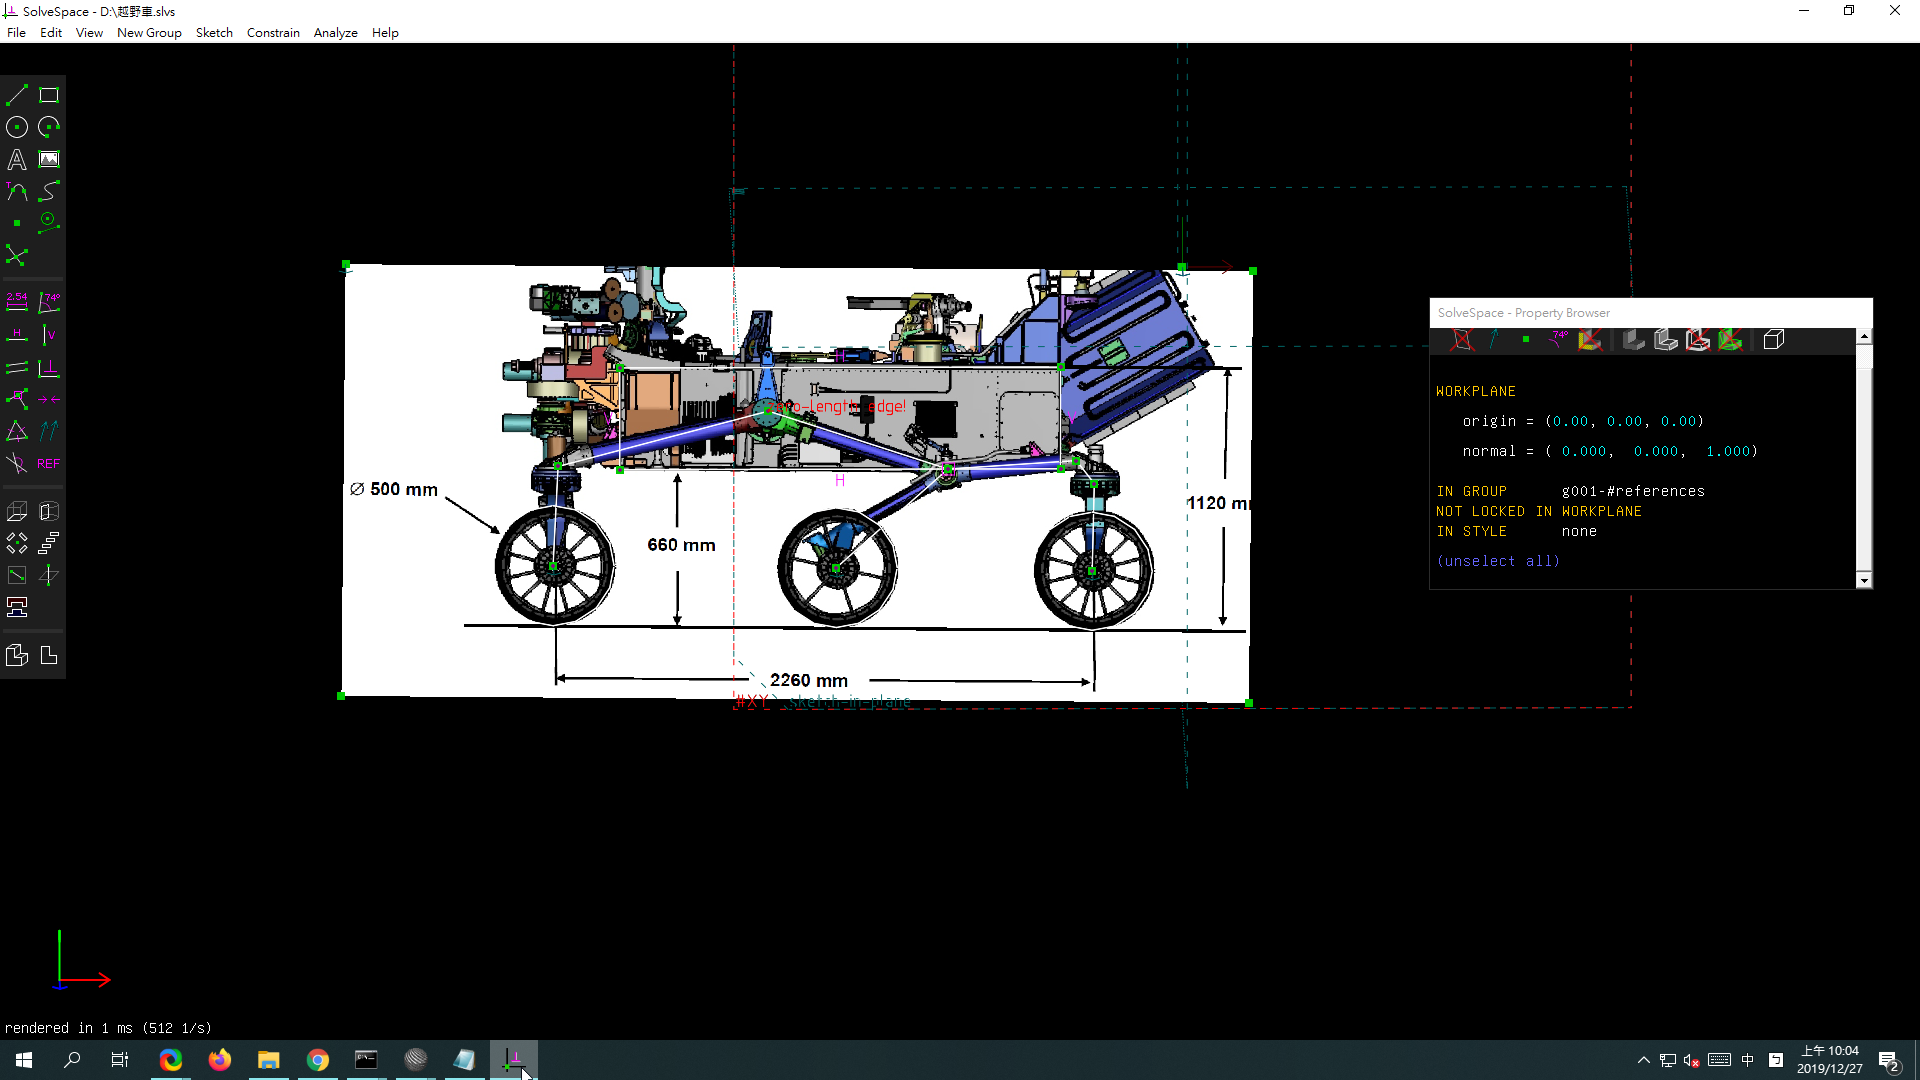 SolveSpace - D:\越野車.slvs
File Edit View New Group Sketch Constrain Analyze Help
2.54 74°
H V
REF
zero-length edge!
H
V
Ø 500 mm
660 mm
1120 m
2260 mm
#XY sketch-in-plane
SolveSpace - Property Browser
74°
WORKPLANE
origin = (0.00, 0.00, 0.00)
normal = ( 0.000, 0.000, 1.000)
IN GROUP g001-#references
NOT LOCKED IN WORKPLANE
IN STYLE none
(unselect all)
rendered in 1 ms (512 1/s)
中
上午 10:04
2019/12/27
2